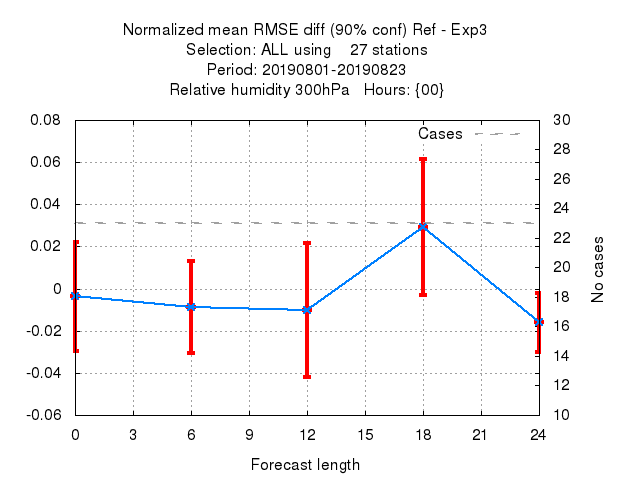 Normalized mean RMSE diff (90% conf) Ref - Exp3
Selection: ALL using    27 stations
Period: 20190801-20190823
Relative humidity 300hPa   Hours: {00}
0.08
0.06
0.04
0.02
0
-0.02
-0.04
-0.06
Cases
30
28
26
24
22
20
18
16
14
12
10
No cases
0 3 6 9 12 15 18 21 24
Forecast length